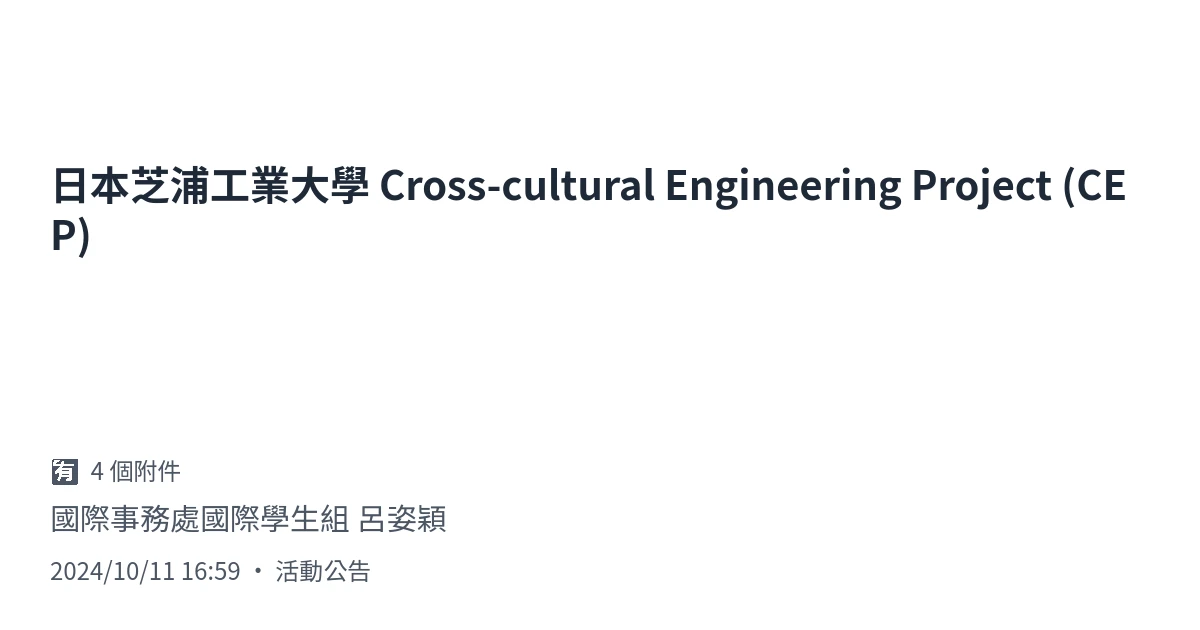 日本芝浦工業大學 Cross-cultural Engineering Project (CE
P)
🈶 4 個附件
國際事務處國際學生組 呂姿穎
2024/10/11 16:59 • 活動公告